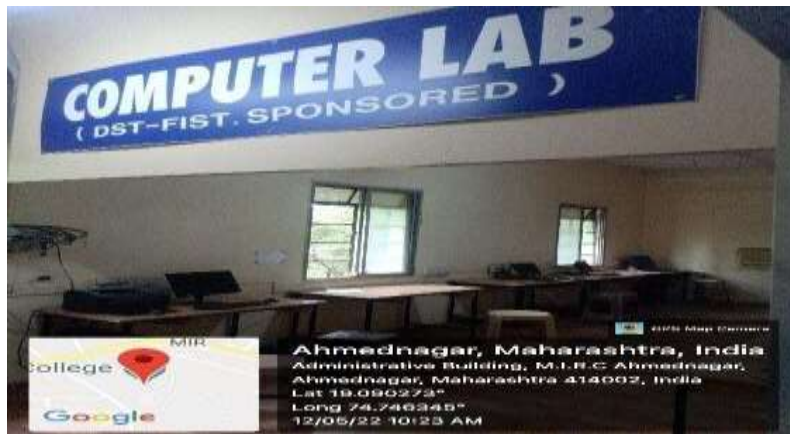 COMPUTER LAB
( DST-FIST. SPONSORED )
MIR
College
Google
GPS Map Camera
Ahmednagar, Maharashtra, India
Administrative Building, M.I.R.C Ahmednagar,
Ahmednagar, Maharashtra 414002, India
Lat 19.090273°
Long 74.746345°
12/05/22 10:23 AM